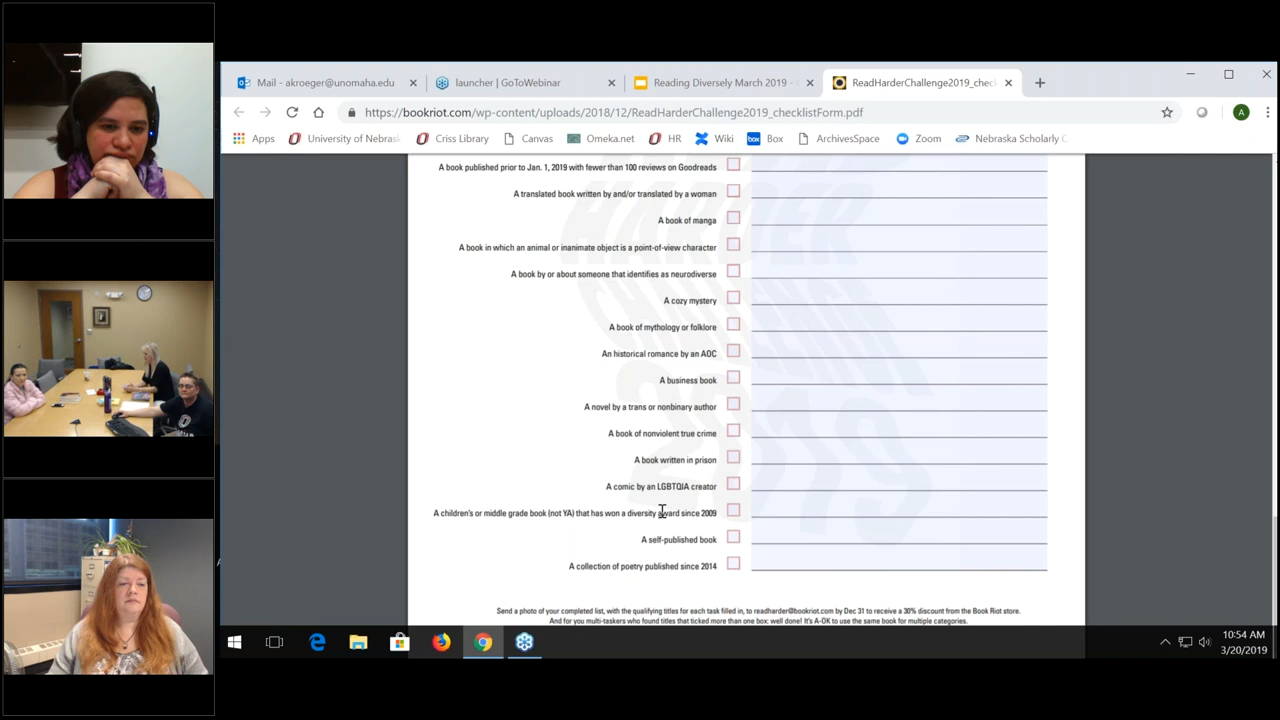 Mail - akroeger@unomaha.edu
launcher | GoToWebinar
Reading Diversely March 2019 -
ReadHarderChallenge2019_chec
https://bookriot.com/wp-content/uploads/2018/12/ReadHarderChallenge2019_checklistForm.pdf
A
Apps
University of Nebrask
Criss Library
Canvas
Omeka.net
HR
Wiki
box
Box
ArchivesSpace
Zoom
Nebraska Scholarly C
A book published prior to Jan. 1, 2019 with fewer than 100 reviews on Goodreads
A translated book written by and/or translated by a woman
A book of manga
A book in which an animal or inanimate object is a point-of-view character
A book by or about someone that identifies as neurodiverse
A cozy mystery
A book of mythology or folklore
An historical romance by an AOC
A business book
A novel by a trans or nonbinary author
A book of nonviolent true crime
A book written in prison
A comic by an LGBTQIA creator
A children's or middle grade book (not YA) that has won a diversity award since 2009
A self-published book
A collection of poetry published since 2014
Send a photo of your completed list, with the qualifying titles for each task filled in, to readharder@bookriot.com by Dec 31 to receive a 30% discount from the Book Riot store.
And for you multi-taskers who found titles that ticked more than one box: well done! It's A-OK to use the same book for multiple categories.
10:54 AM
3/20/2019